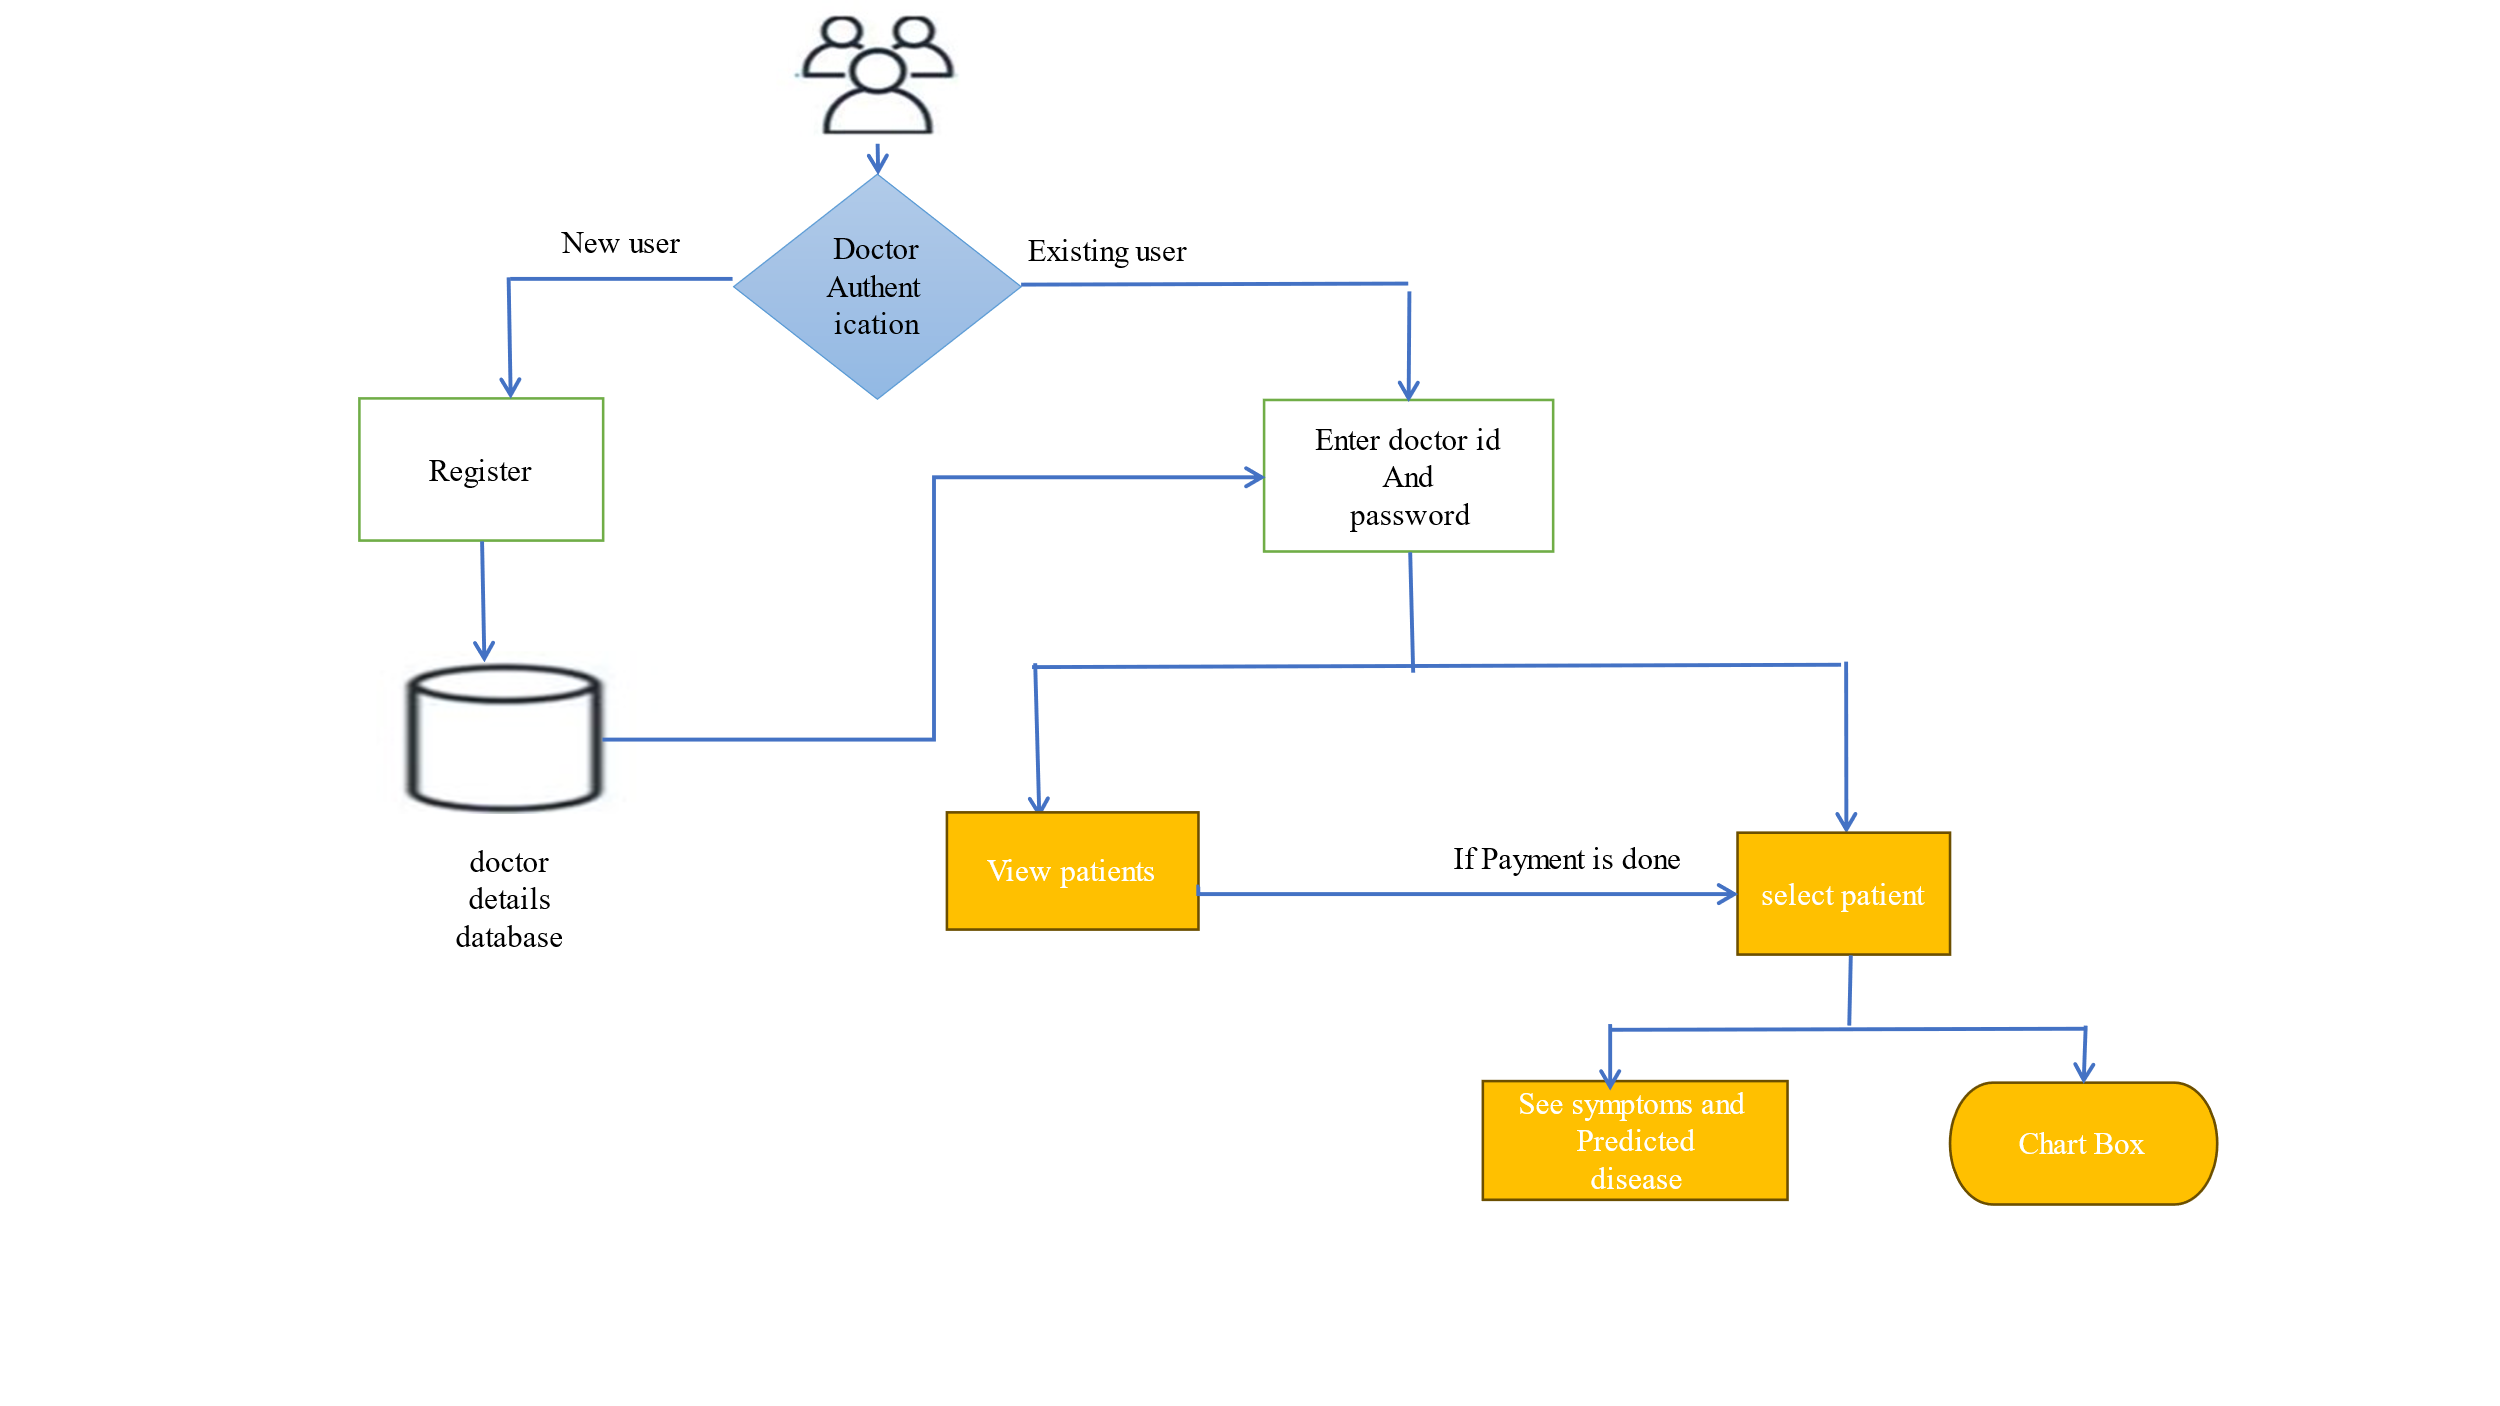 New user
Doctor
Authent
ication
Existing user
Register
Enter doctor id
And
password
doctor
details
database
View patients
If Payment is done
select patient
See symptoms and
Predicted
disease
Chart Box